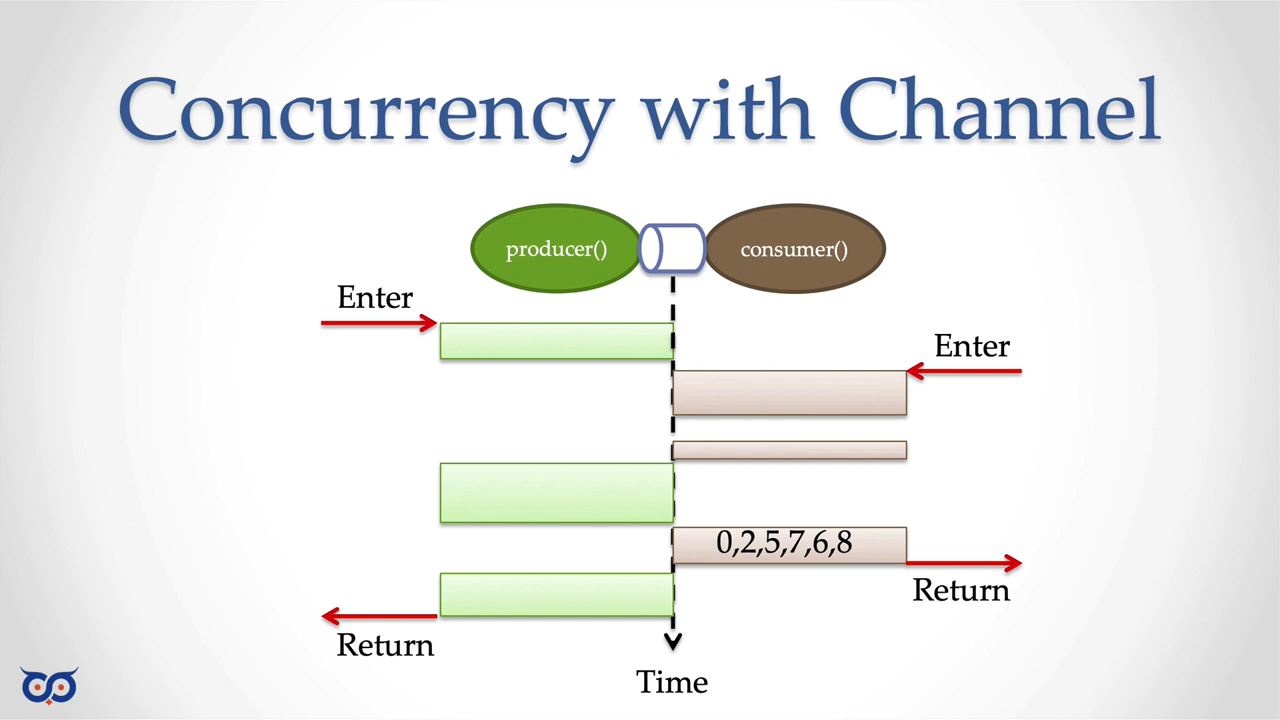 Concurrency with Channel
producer()
consumer()
Enter
Enter
0,2,5,7,6,8
Return
Return
Time